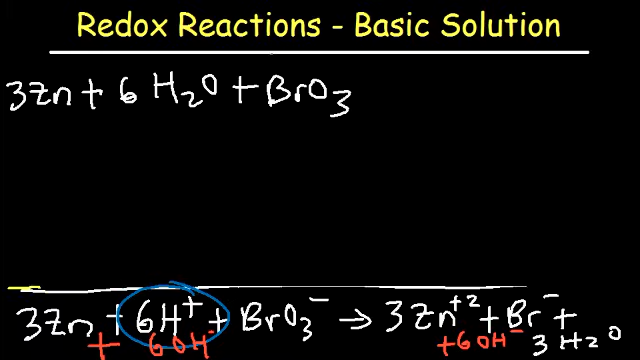 Redox Reactions - Basic Solution
3Zn + 6 H₂O + BrO₃
3Zn + 6H⁺ + BrO₃⁻ → 3Zn⁺² + Br⁻ +
+ 6OH⁻ +6OH⁻ 3 H₂O